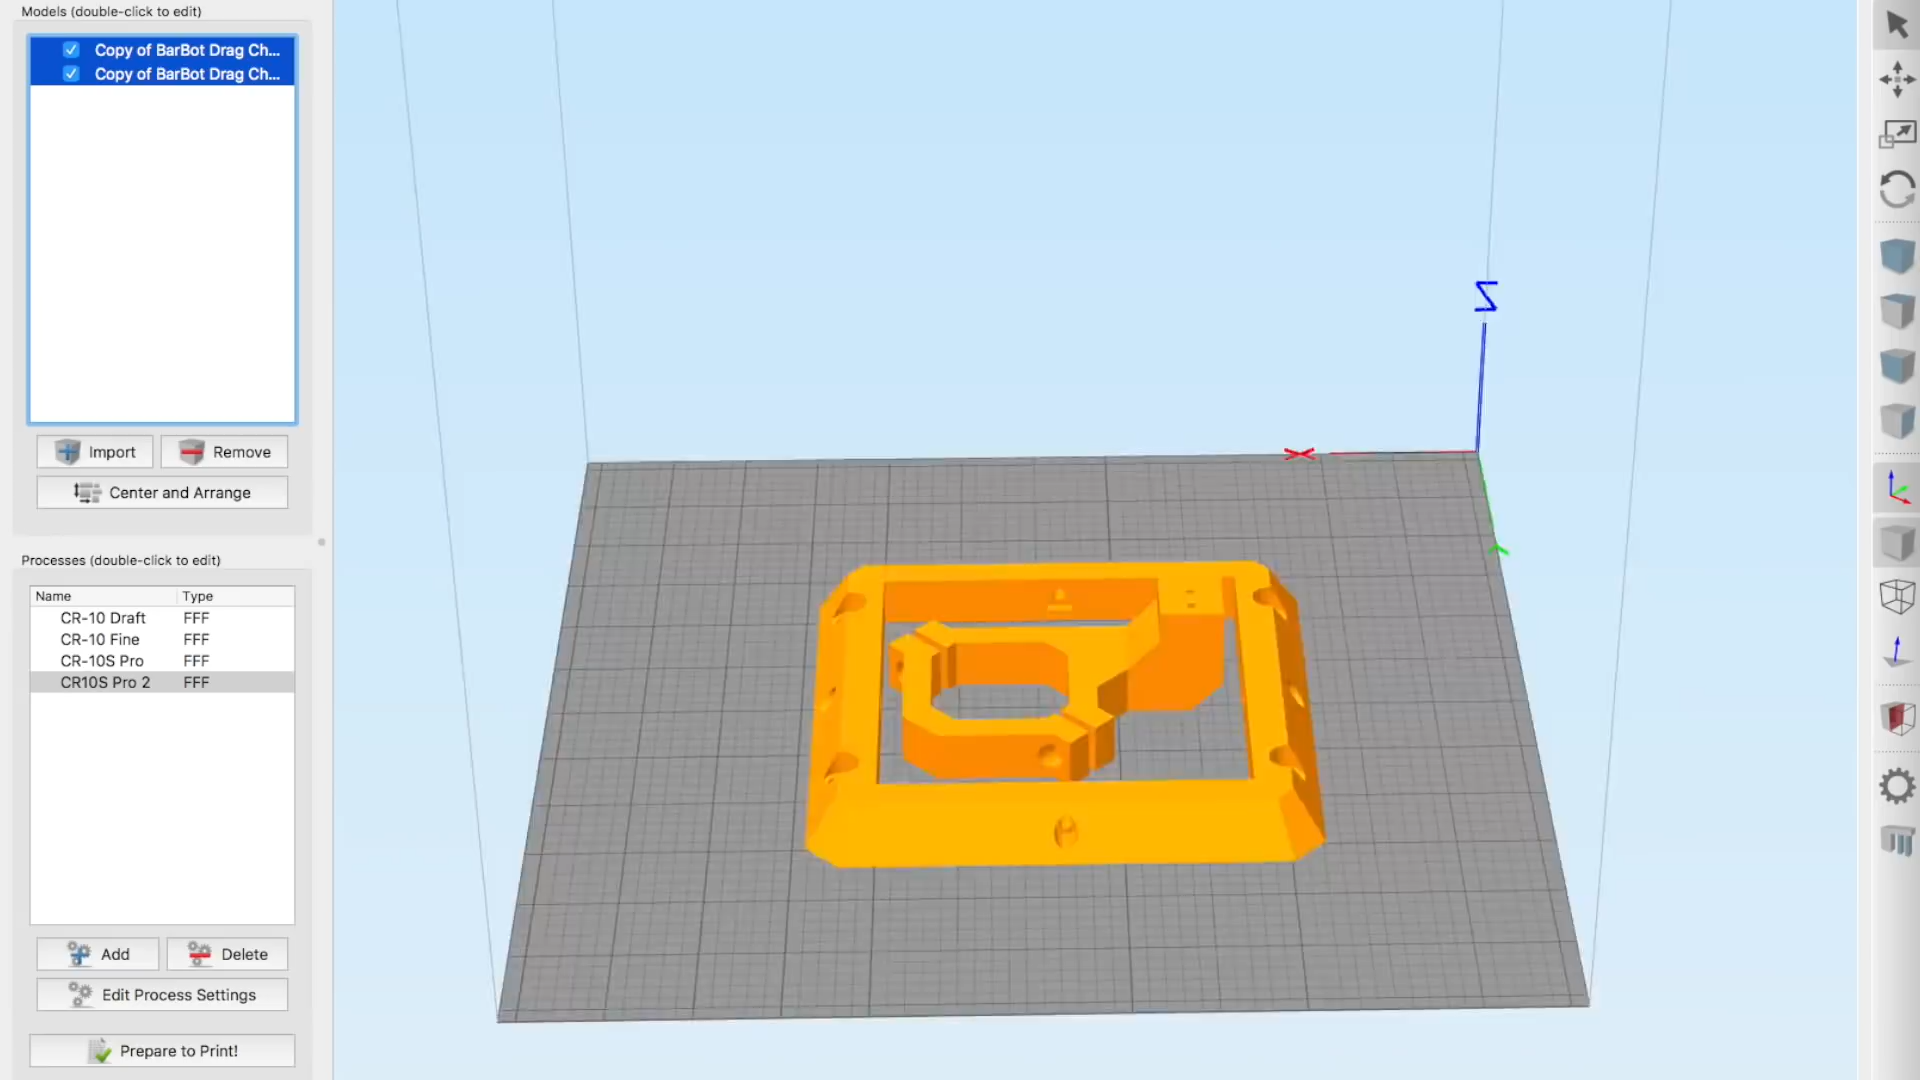 Models (double-click to edit)
Copy of BarBot Drag Ch...
Copy of BarBot Drag Ch...
Import
Remove
Center and Arrange
Processes (double-click to edit)
Name Type
CR-10 Draft FFF
CR-10 Fine FFF
CR-10S Pro FFF
CR10S Pro 2 FFF
Add
Delete
Edit Process Settings
Prepare to Print!
Z
X